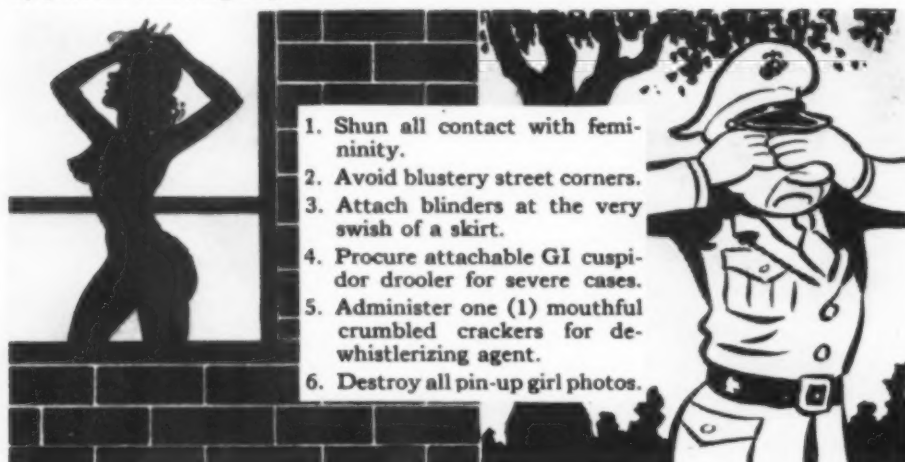 1. Shun all contact with femi-
ninity.
2. Avoid blustery street corners.
3. Attach blinders at the very
swish of a skirt.
4. Procure attachable GI cuspi-
dor drooler for severe cases.
5. Administer one (1) mouthful
crumbled crackers for de-
whistlerizing agent.
6. Destroy all pin-up girl photos.